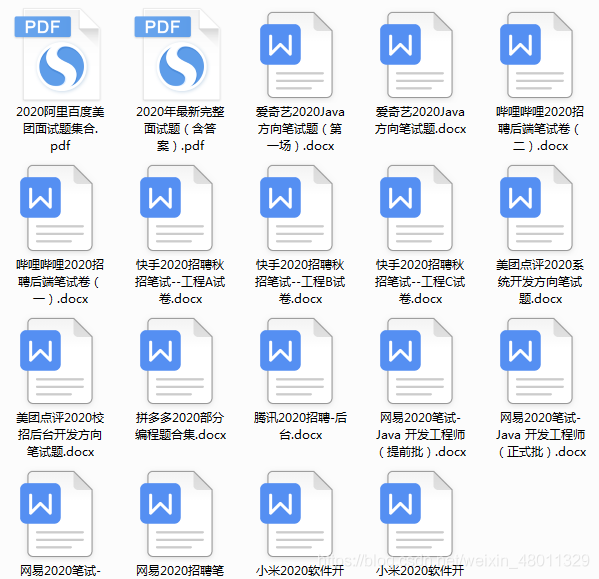 PDF
PDF
2020阿里百度美
团面试题集合.
pdf
2020年最新完整
面试题（含答
案）.pdf
爱奇艺2020Java
方向笔试题（第
一场）.docx
爱奇艺2020Java
方向笔试题.docx
哔哩哔哩2020招
聘后端笔试卷（
二）.docx
哔哩哔哩2020招
聘后端笔试卷（
一）.docx
快手2020招聘秋
招笔试--工程A试
卷.docx
快手2020招聘秋
招笔试--工程B试
卷.docx
快手2020招聘秋
招笔试--工程C试
卷.docx
美团点评2020系
统开发方向笔试
题.docx
美团点评2020校
招后台开发方向
笔试题.docx
拼多多2020部分
编程题合集.docx
腾讯2020招聘-后
台.docx
网易2020笔试-
Java 开发工程师
（提前批）.docx
网易2020笔试-
Java 开发工程师
（正式批）.docx
网易2020笔试-
网易2020招聘笔
小米2020软件开
小米2020软件开
https://blog.csdn.net/weixin_48011329